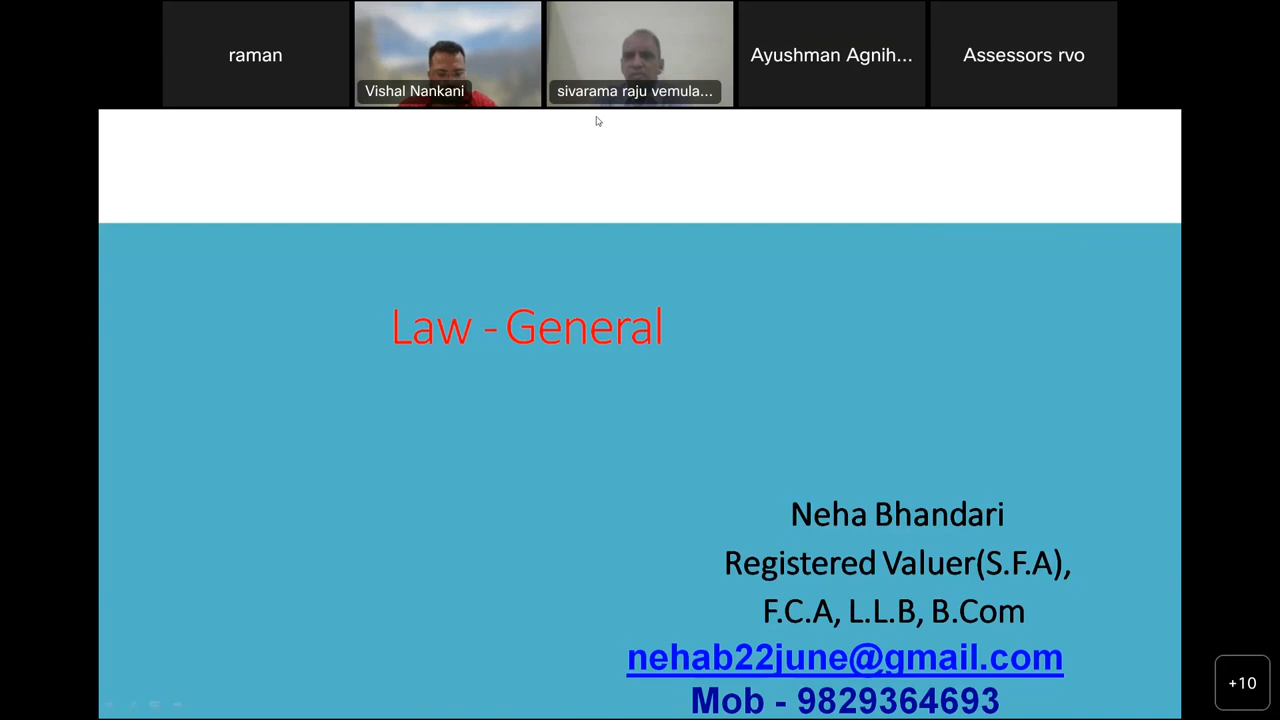 raman
Vishal Nankani
sivarama raju vemula...
Ayushman Agnih...
Assessors rvo
Law - General
Neha Bhandari
Registered Valuer(S.F.A),
F.C.A, L.L.B, B.Com
nehab22june@gmail.com
Mob - 9829364693
+10